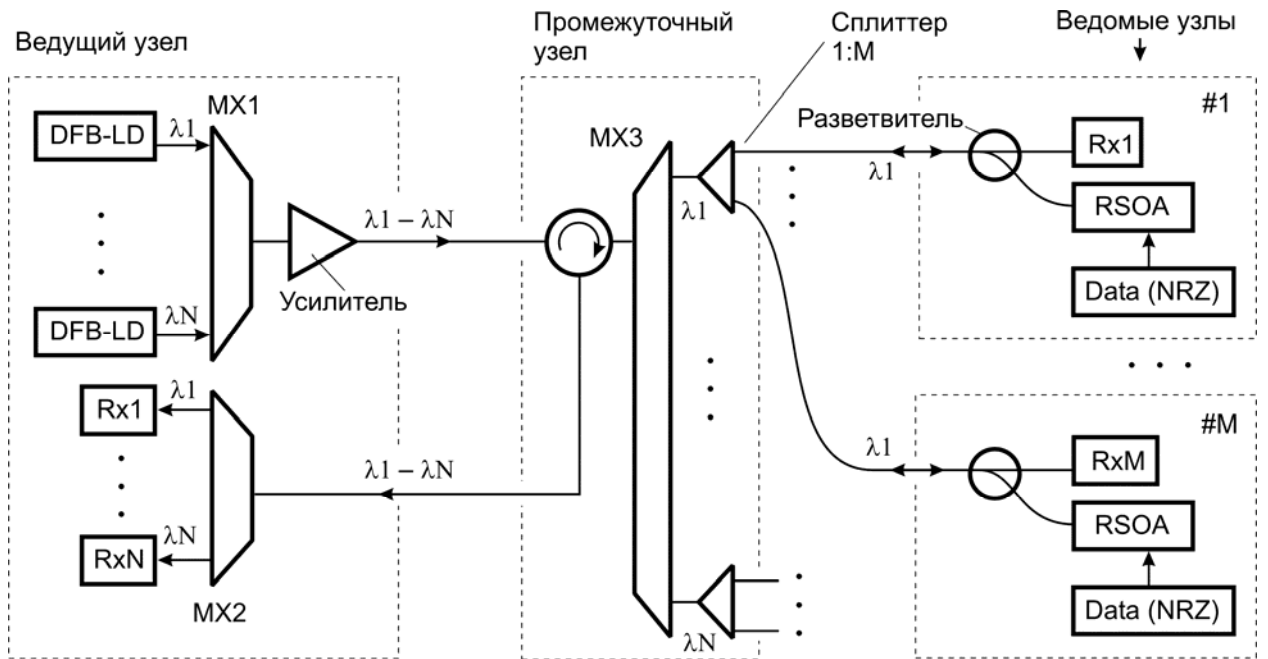 Ведущий узел
MX1
DFB-LD
λ1
DFB-LD
λN
Усилитель
λ1 – λN
Rx1
λ1
RxN
λN
MX2
λ1 – λN
Промежуточный
узел
MX3
λ1
λN
Сплиттер
1:M
Разветвитель
λ1
λ1
Ведомые узлы
#1
Rx1
RSOA
Data (NRZ)
#M
RxM
RSOA
Data (NRZ)